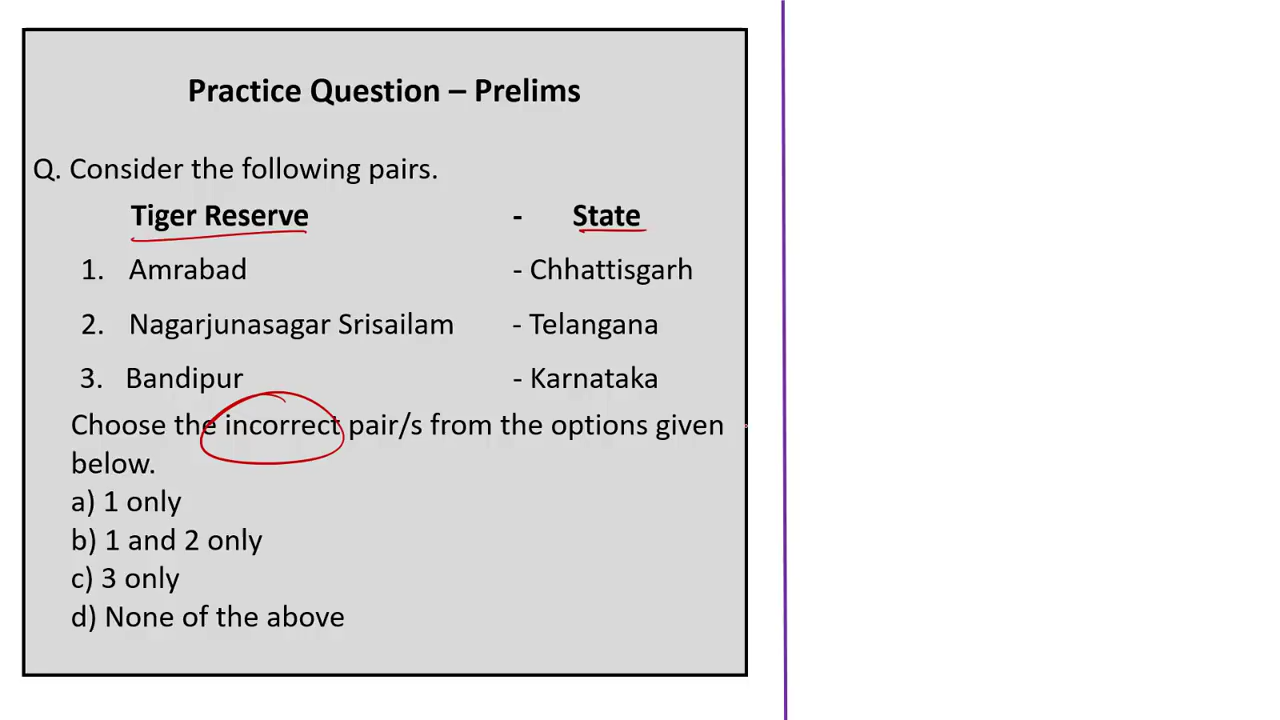 Practice Question – Prelims
Q. Consider the following pairs.
Tiger Reserve - State
1. Amrabad - Chhattisgarh
2. Nagarjunasagar Srisailam - Telangana
3. Bandipur - Karnataka
Choose the incorrect pair/s from the options given
below.
a) 1 only
b) 1 and 2 only
c) 3 only
d) None of the above